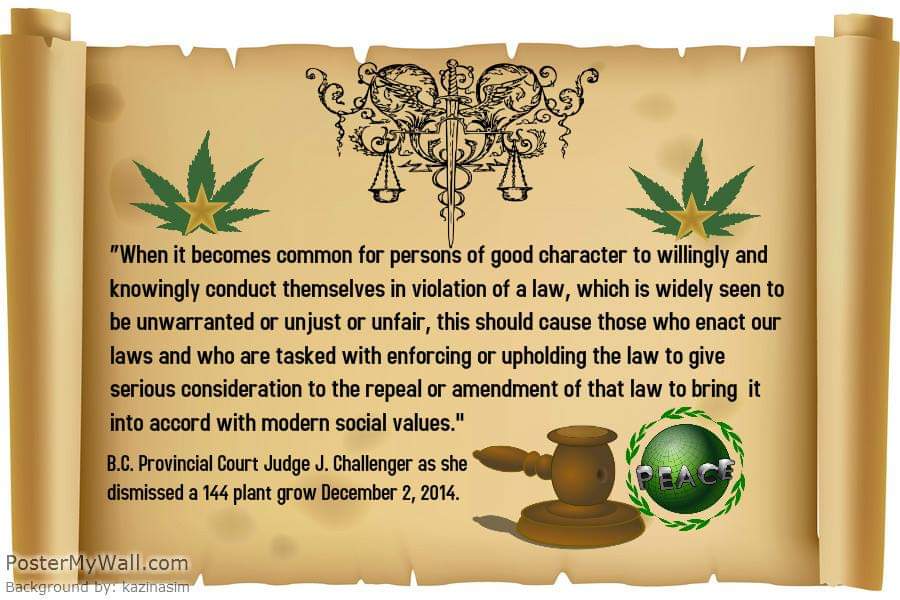 "When it becomes common for persons of good character to willingly and
knowingly conduct themselves in violation of a law, which is widely seen to
be unwarranted or unjust or unfair, this should cause those who enact our
laws and who are tasked with enforcing or upholding the law to give
serious consideration to the repeal or amendment of that law to bring  it
into accord with modern social values."
B.C. Provincial Court Judge J. Challenger as she
dismissed a 144 plant grow December 2, 2014.
PEACE
PosterMyWall.com
Background by: kazinasim